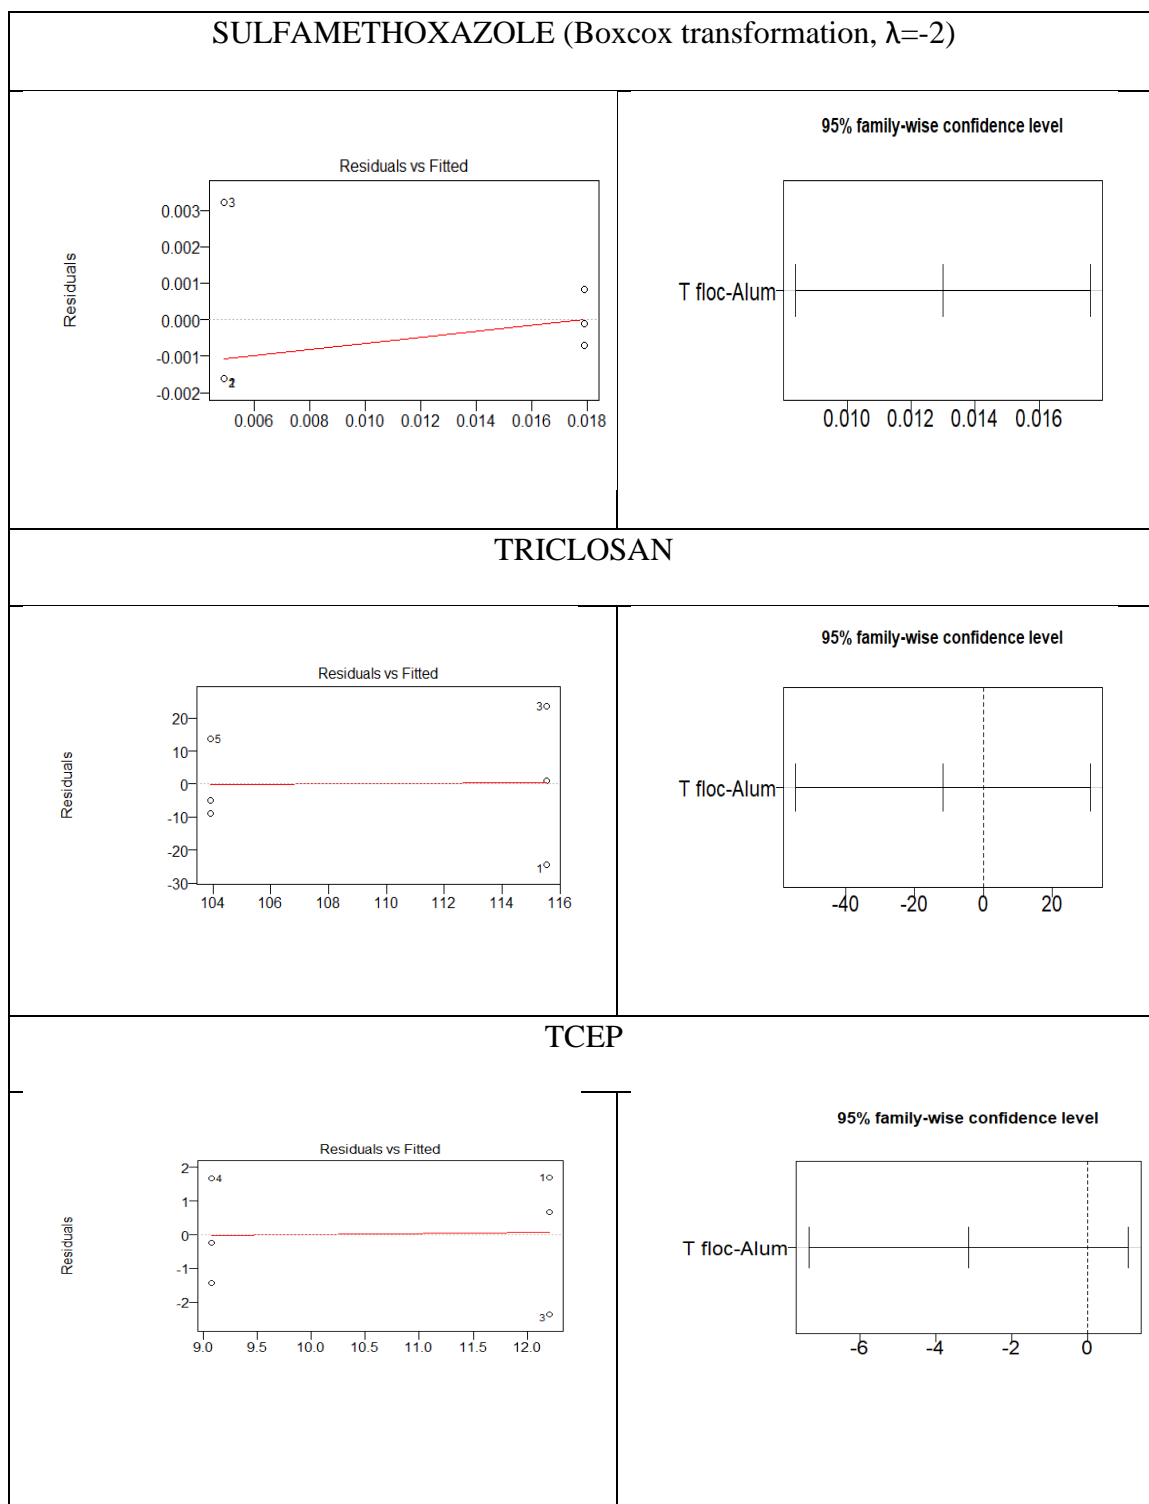 SULFAMETHOXAZOLE (Boxcox transformation, λ=-2)
Residuals vs Fitted
Residuals
0.003
0.002
0.001
0.000
-0.001
-0.002
3
1
0.006 0.008 0.010 0.012 0.014 0.016 0.018
95% family-wise confidence level
T floc-Alum
0.010 0.012 0.014 0.016
TRICLOSAN
Residuals vs Fitted
Residuals
20
10
0
-10
-20
-30
5
3
1
104 106 108 110 112 114 116
95% family-wise confidence level
T floc-Alum
-40 -20 0 20
TCEP
Residuals vs Fitted
Residuals
2
1
0
-1
-2
4
1
3
9.0 9.5 10.0 10.5 11.0 11.5 12.0
95% family-wise confidence level
T floc-Alum
-6 -4 -2 0